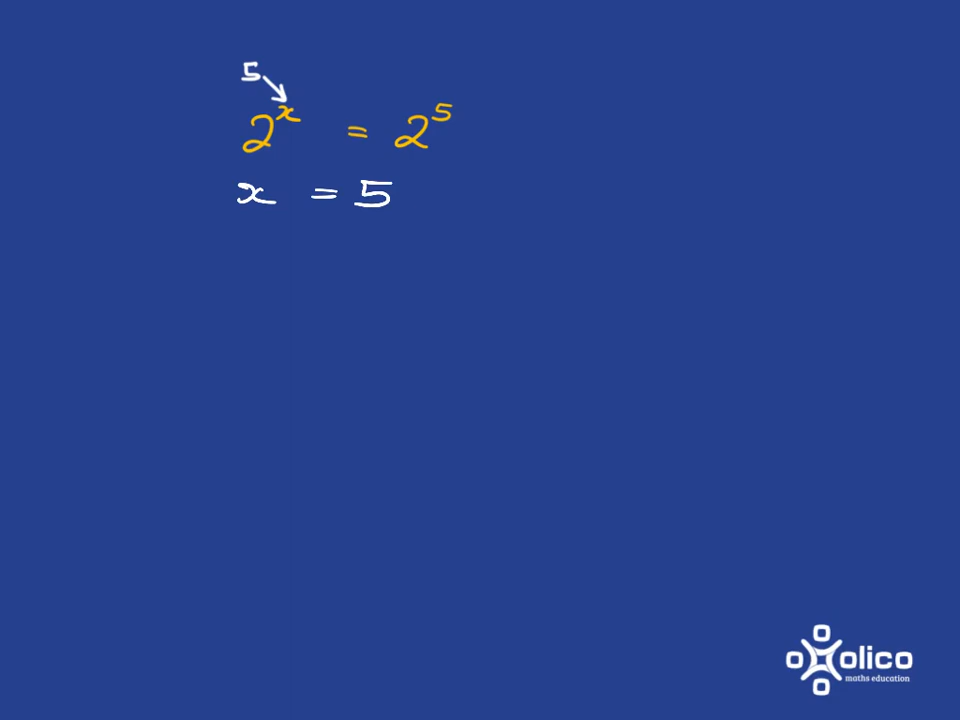 5
2^x = 2^5
x = 5
olico
maths education